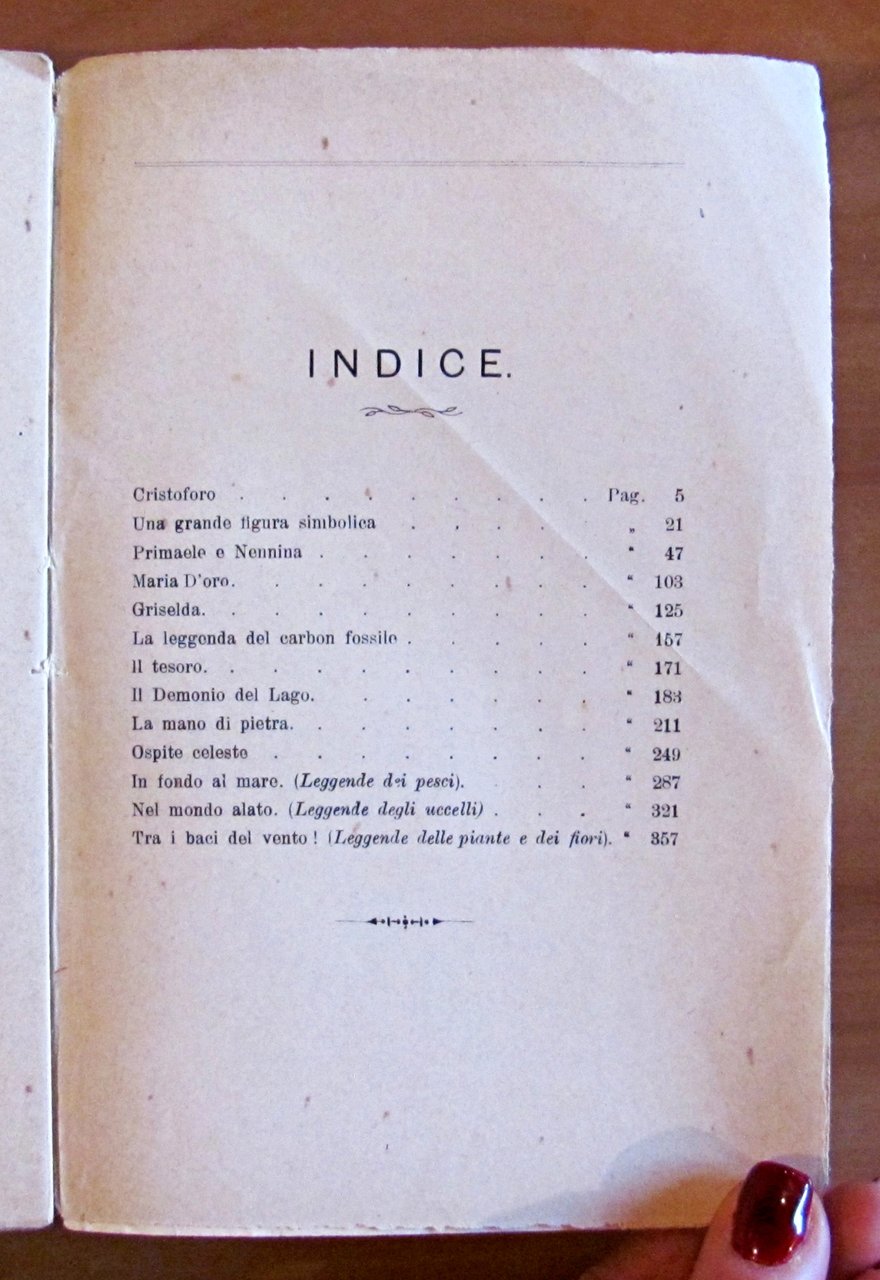 INDICE.
Cristoforo . . . . . . . . . Pag. 5
Una grande figura simbolica . . . . „ 21
Primaele e Nennina . . . . . . . “ 47
Maria D'oro. . . . . . . . . “ 103
Griselda. . . . . . . . . . “ 125
La leggenda del carbon fossile . . . . . “ 157
Il tesoro. . . . . . . . . . “ 171
Il Demonio del Lago. . . . . . . “ 183
La mano di pietra. . . . . . . . “ 211
Ospite celeste . . . . . . . . “ 249
In fondo al mare. (Leggende dei pesci). . . “ 287
Nel mondo alato. (Leggende degli uccelli) . . . “ 321
Tra i baci del vento! (Leggende delle piante e dei fiori). “ 357